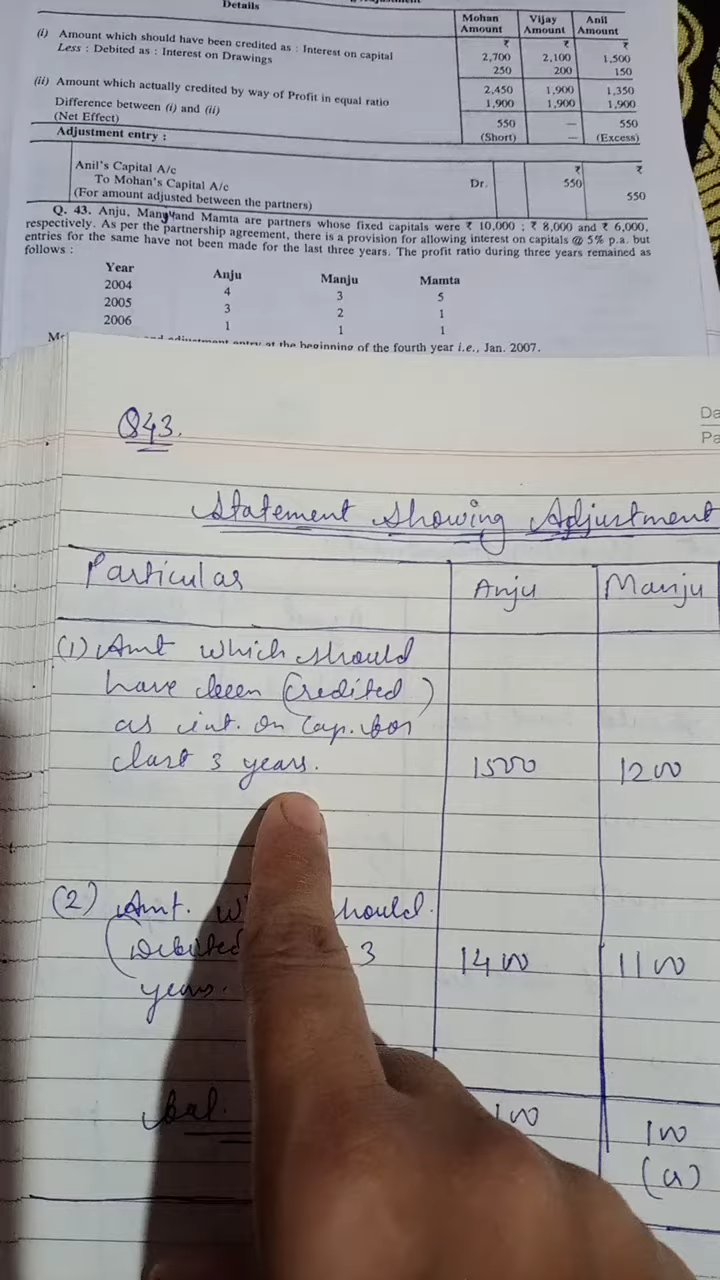 Details
Mohan Vijay Anil
Amount Amount Amount
₹ ₹ ₹
(i) Amount which should have been credited as : Interest on capital 2,700 2,100 1,500
Less : Debited as : Interest on Drawings 250 200 150
2,450 1,900 1,350
(ii) Amount which actually credited by way of Profit in equal ratio 1,900 1,900 1,900
Difference between (i) and (ii) 550 — 550
(Net Effect) (Short) — (Excess)
Adjustment entry :
₹ ₹
Anil's Capital A/c Dr. 550
To Mohan's Capital A/c 550
(For amount adjusted between the partners)
Q. 43. Anju, Manju and Mamta are partners whose fixed capitals were ₹ 10,000 ; ₹ 8,000 and ₹ 6,000,
respectively. As per the partnership agreement, there is a provision for allowing interest on capitals @ 5% p.a. but
entries for the same have not been made for the last three years. The profit ratio during three years remained as
follows :
Year Anju Manju Mamta
2004 4 3 5
2005 3 2 1
2006 1 1 1
adjustment entry at the beginning of the fourth year i.e., Jan. 2007.
Q43.
Da
Pa
Statement Showing Adjustment
Particulas Anju Manju
(1) Amt which should
have been (Credited)
as int. on Cap. for
last 3 years. 1500 1200
(2) Amt. should
(Debited 3 1400 1100
years.
Bal. 100 100
(Cr)